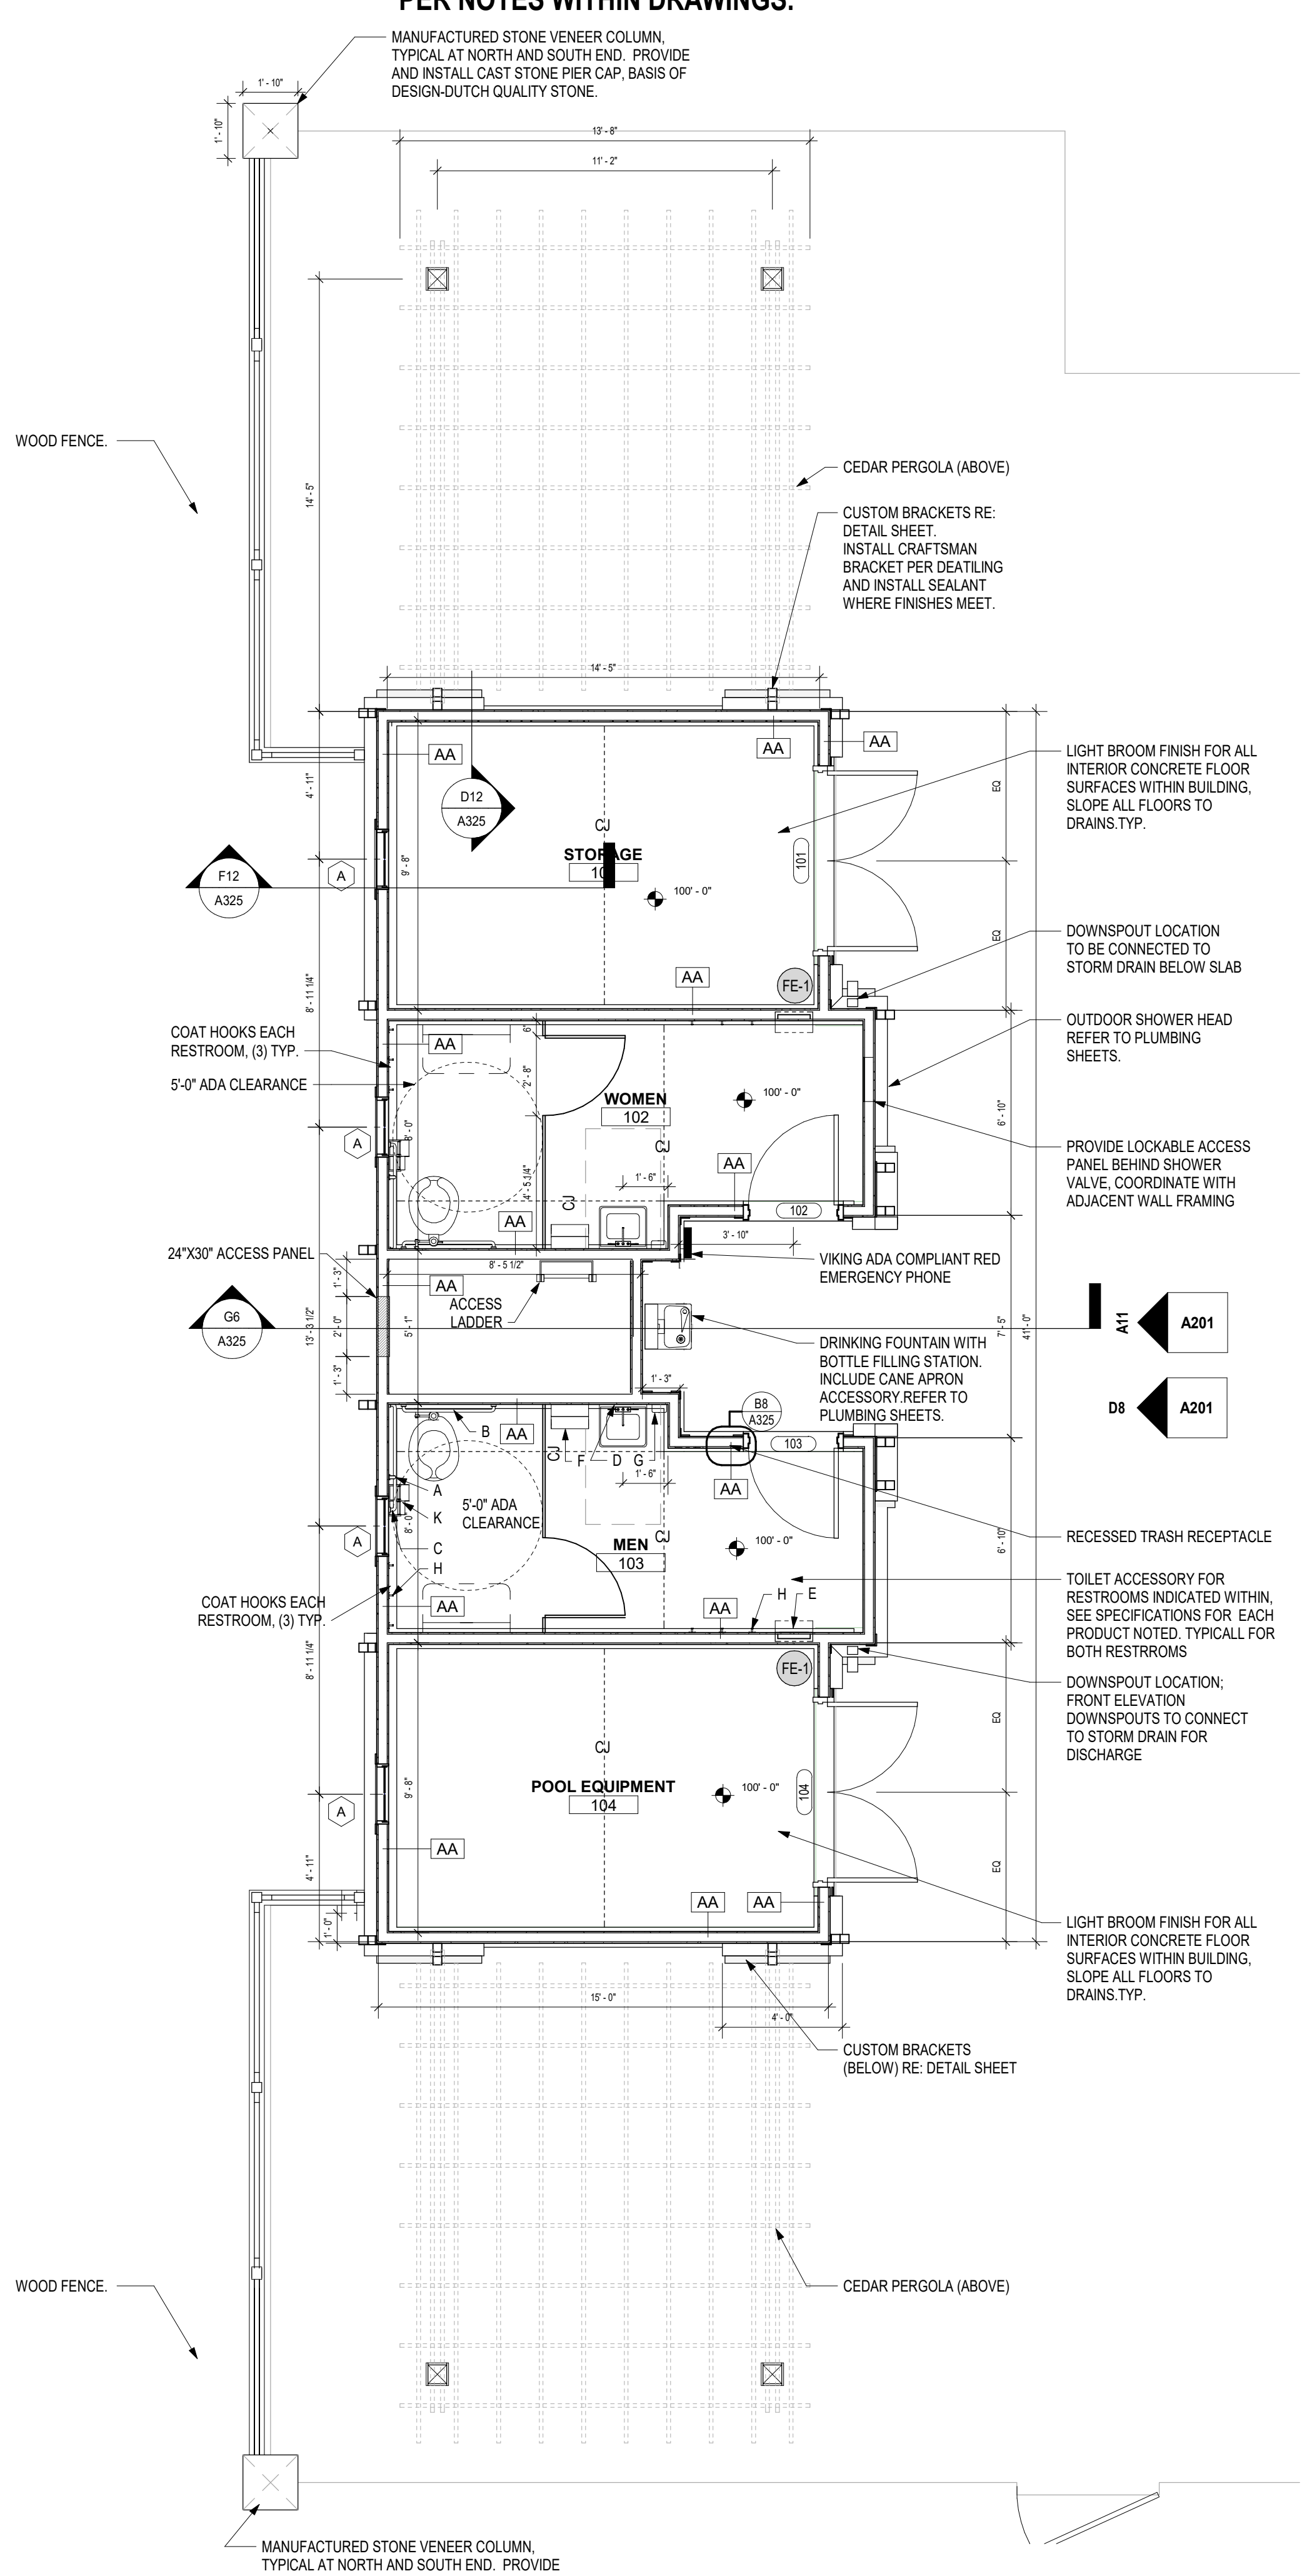 PER NOTES WITHIN DRAWINGS.
MANUFACTURED STONE VENEER COLUMN,
TYPICAL AT NORTH AND SOUTH END. PROVIDE
AND INSTALL CAST STONE PIER CAP, BASIS OF
DESIGN-DUTCH QUALITY STONE.
1' - 10"
1' - 10"
13' - 8"
11' - 2"
WOOD FENCE.
14' - 5"
CEDAR PERGOLA (ABOVE)
CUSTOM BRACKETS RE:
DETAIL SHEET.
INSTALL CRAFTSMAN
BRACKET PER DEATILING
AND INSTALL SEALANT
WHERE FINISHES MEET.
14' - 5"
AA
AA
AA
LIGHT BROOM FINISH FOR ALL
INTERIOR CONCRETE FLOOR
SURFACES WITHIN BUILDING,
SLOPE ALL FLOORS TO
DRAINS.TYP.
4' - 11"
D12
A325
EQ
CJ
STORAGE
101
9' - 8"
F12
A325
A
100' - 0"
EQ
DOWNSPOUT LOCATION
TO BE CONNECTED TO
STORM DRAIN BELOW SLAB
AA
FE-1
8' - 11 1/4"
OUTDOOR SHOWER HEAD
REFER TO PLUMBING
SHEETS.
COAT HOOKS EACH
RESTROOM, (3) TYP.
AA
6"
5'-0" ADA CLEARANCE
2' - 8"
WOMEN
102
100' - 0"
6' - 10"
8' - 0"
A
CJ
PROVIDE LOCKABLE ACCESS
PANEL BEHIND SHOWER
VALVE, COORDINATE WITH
ADJACENT WALL FRAMING
AA
4' - 5 3/4"
1' - 6"
CJ
AA
102
3' - 10"
24"X30" ACCESS PANEL
8' - 5 1/2"
VIKING ADA COMPLIANT RED
EMERGENCY PHONE
1' - 3"
AA
ACCESS
LADDER
G6
A325
13' - 3 1/2"
2' - 0"
5' - 1"
7' - 5"
41' - 0"
A11
A201
DRINKING FOUNTAIN WITH
BOTTLE FILLING STATION.
INCLUDE CANE APRON
ACCESSORY.REFER TO
PLUMBING SHEETS.
1' - 3"
1' - 3"
B8
A325
D8
A201
B
AA
CJ
F
D
G
103
1' - 6"
AA
A
K
5'-0" ADA
CLEARANCE
8' - 0"
C
H
A
CJ
MEN
103
100' - 0"
6' - 10"
RECESSED TRASH RECEPTACLE
COAT HOOKS EACH
RESTROOM, (3) TYP.
AA
AA
H
E
TOILET ACCESSORY FOR
RESTROOMS INDICATED WITHIN,
SEE SPECIFICATIONS FOR EACH
PRODUCT NOTED. TYPICALL FOR
BOTH RESTRROMS
8' - 11 1/4"
FE-1
DOWNSPOUT LOCATION;
FRONT ELEVATION
DOWNSPOUTS TO CONNECT
TO STORM DRAIN FOR
DISCHARGE
EQ
CJ
POOL EQUIPMENT
104
100' - 0"
104
9' - 8"
A
AA
4' - 11"
EQ
AA
AA
1' - 0"
LIGHT BROOM FINISH FOR ALL
INTERIOR CONCRETE FLOOR
SURFACES WITHIN BUILDING,
SLOPE ALL FLOORS TO
DRAINS.TYP.
15' - 0"
4' - 0"
CUSTOM BRACKETS
(BELOW) RE: DETAIL SHEET
WOOD FENCE.
CEDAR PERGOLA (ABOVE)
MANUFACTURED STONE VENEER COLUMN,
TYPICAL AT NORTH AND SOUTH END. PROVIDE